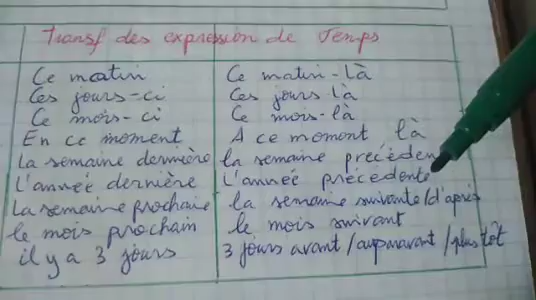 Transf des expression de Temps
Ce matin Ce matin-là
Ces jours-ci Ces jours là
Ce mois-ci Ce mois-là
En ce moment A ce moment là
La semaine dernière la semaine précéden
L'année dernière L'année précédente
La semaine prochaine la semaine suivante/d'après
le mois prochain le mois suivant
il y a 3 jours 3 jours avant/auparavant/plus tôt